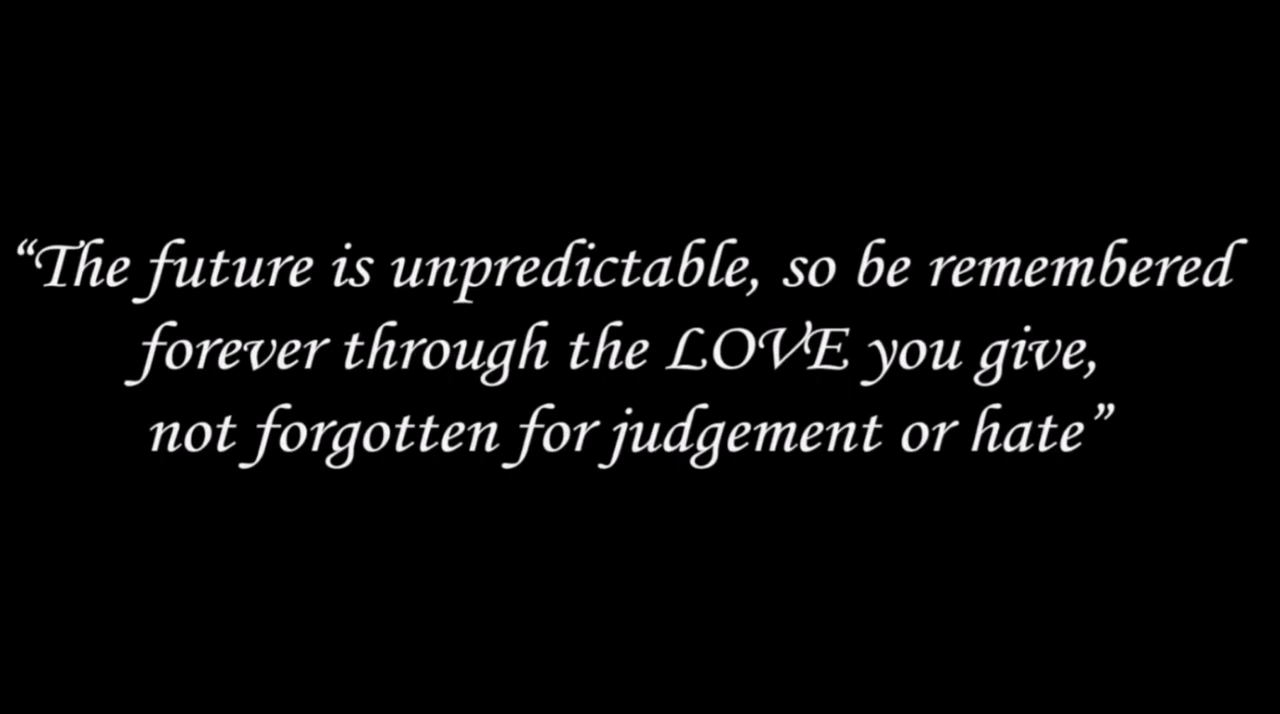 “The future is unpredictable, so be remembered
forever through the LOVE you give,
not forgotten for judgement or hate”